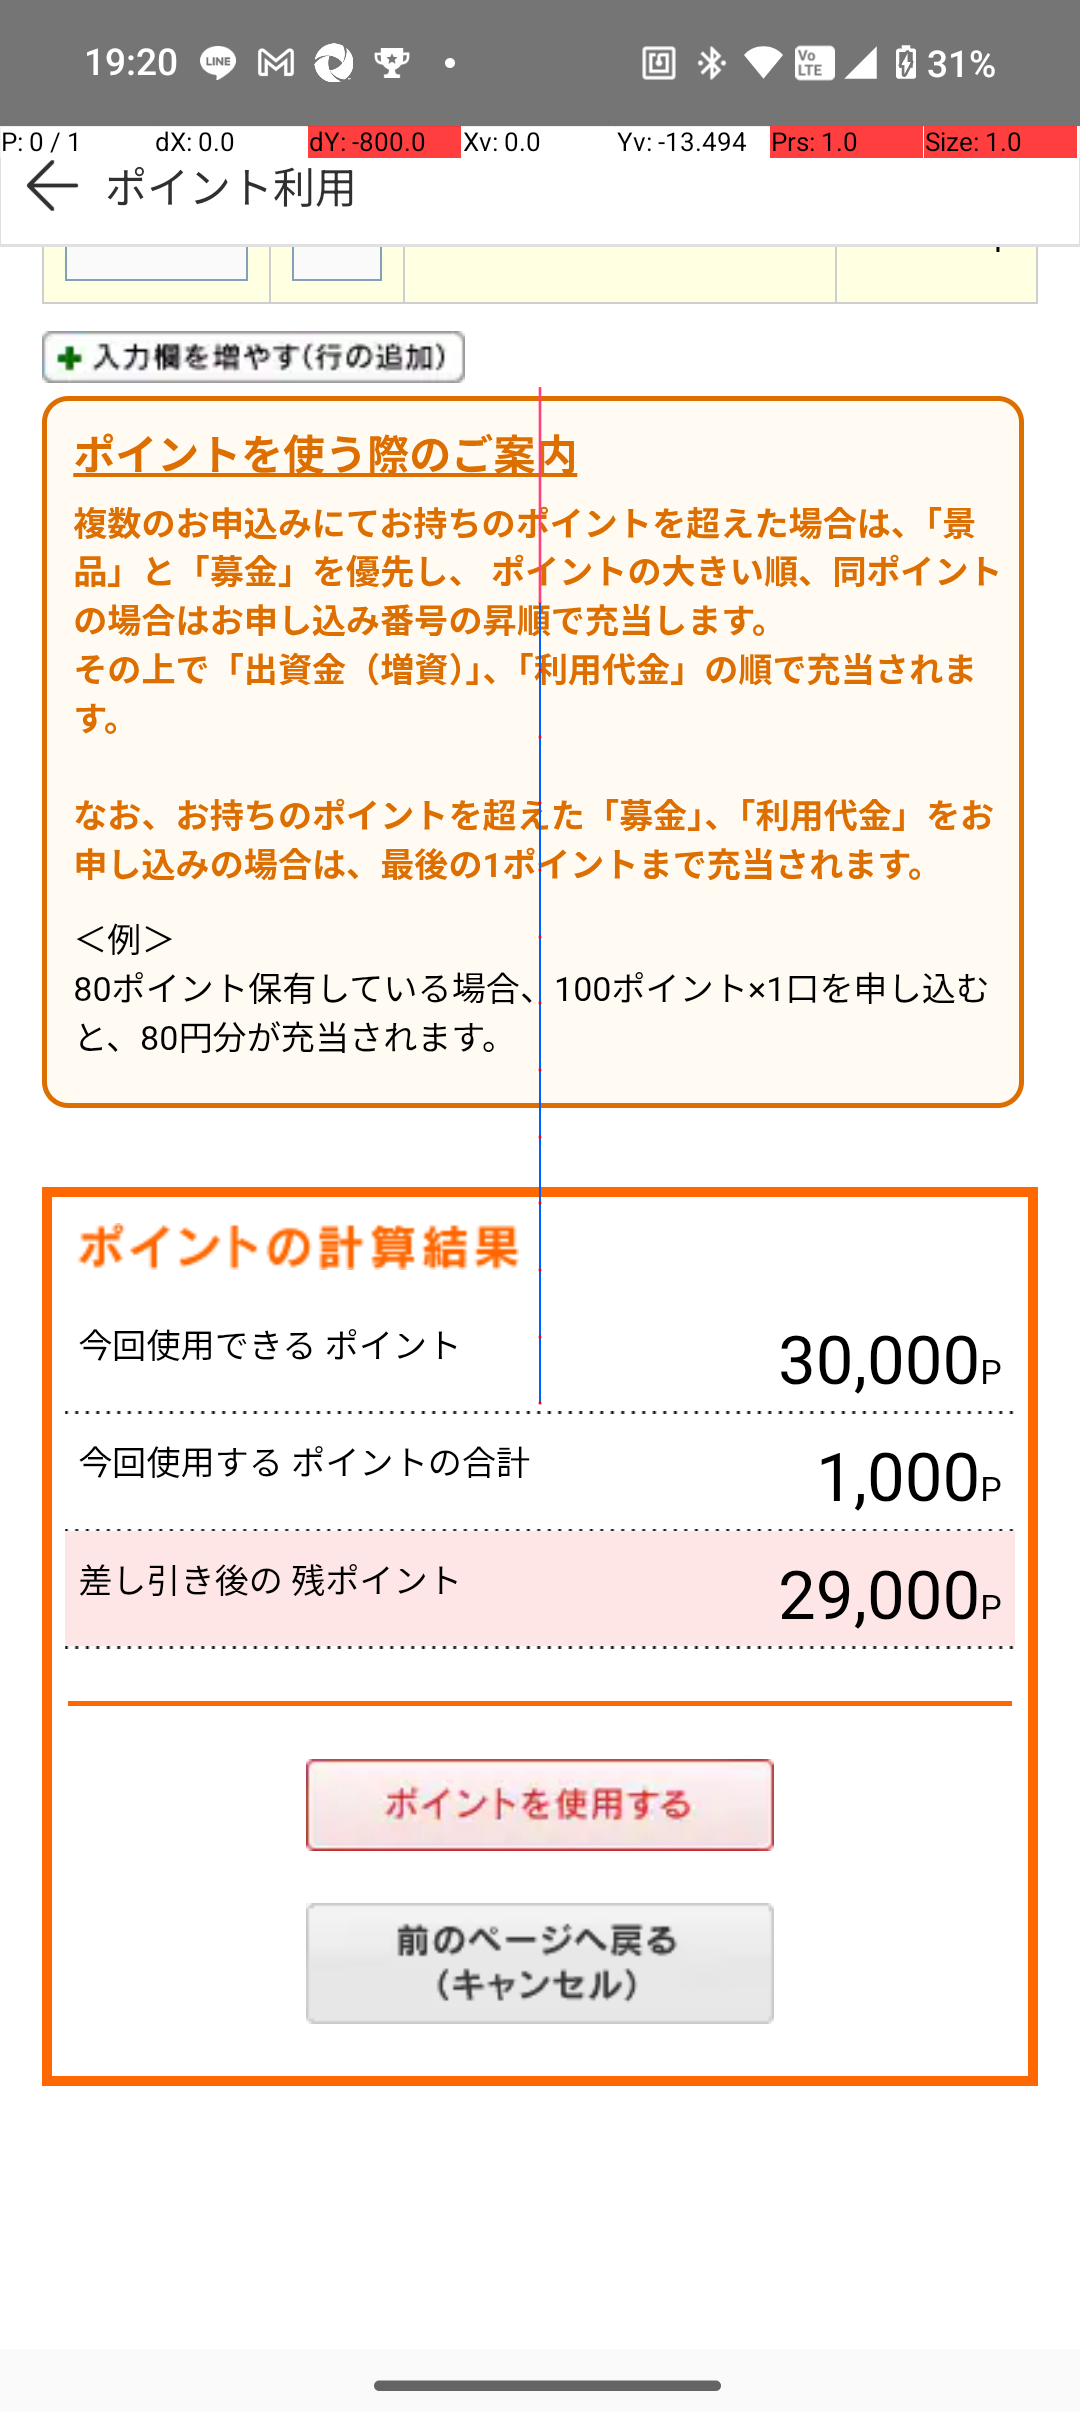 19:20 LINE VoLTE 31%
P: 0 / 1 dX: 0.0 dY: -800.0 Xv: 0.0 Yv: -13.494 Prs: 1.0 Size: 1.0
ポイント利用
入力欄を増やす(行の追加)
ポイントを使う際のご案内
複数のお申込みにてお持ちのポイントを超えた場合は、「景
品」と「募金」を優先し、 ポイントの大きい順、同ポイント
の場合はお申し込み番号の昇順で充当します。
その上で「出資金（増資）」、「利用代金」の順で充当されま
す。
なお、お持ちのポイントを超えた「募金」、「利用代金」をお
申し込みの場合は、最後の1ポイントまで充当されます。
＜例＞
80ポイント保有している場合、100ポイント×1口を申し込む
と、80円分が充当されます。
ポイントの計算結果
今回使用できる ポイント 30,000P
今回使用する ポイントの合計 1,000P
差し引き後の 残ポイント 29,000P
ポイントを使用する
前のページへ戻る
(キャンセル)